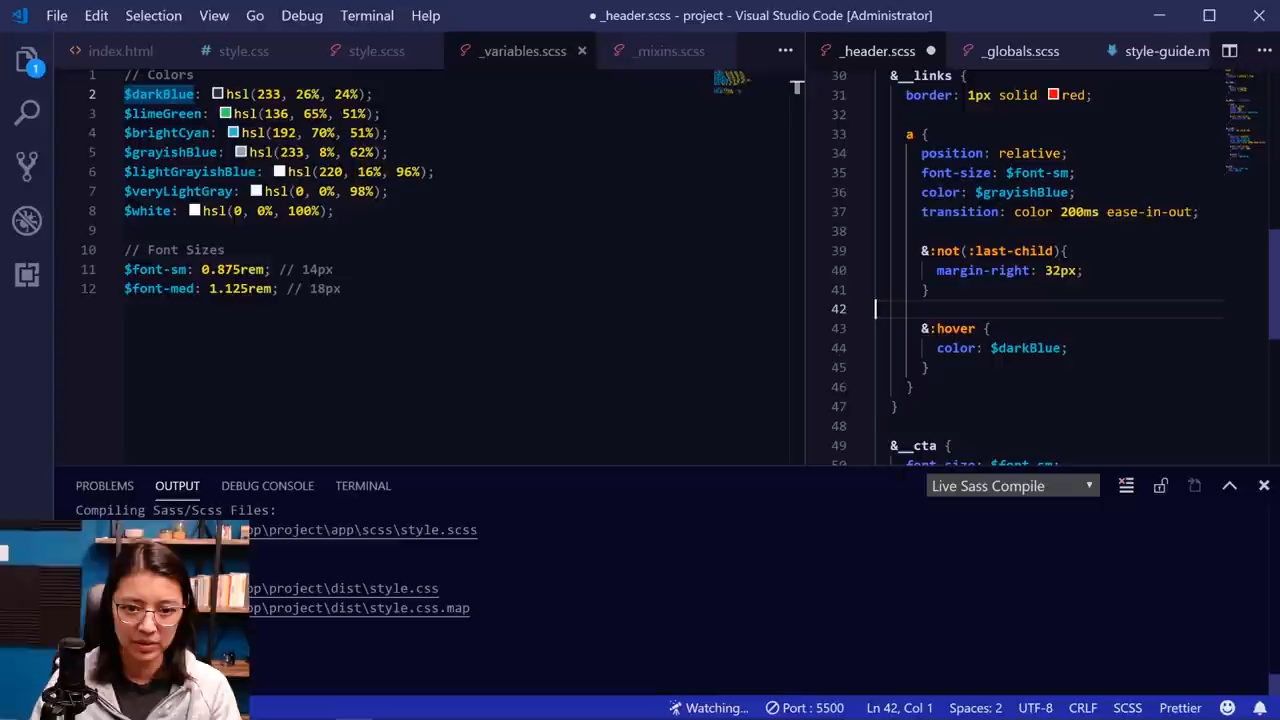 File Edit Selection View Go Debug Terminal Help
● _header.scss - project - Visual Studio Code [Administrator]
index.html
style.css
style.scss
_variables.scss
_mixins.scss
_header.scss
_globals.scss
style-guide.m
1
1 // Colors
2 $darkBlue: hsl(233, 26%, 24%);
3 $limeGreen: hsl(136, 65%, 51%);
4 $brightCyan: hsl(192, 70%, 51%);
5 $grayishBlue: hsl(233, 8%, 62%);
6 $lightGrayishBlue: hsl(220, 16%, 96%);
7 $veryLightGray: hsl(0, 0%, 98%);
8 $white: hsl(0, 0%, 100%);
9
10 // Font Sizes
11 $font-sm: 0.875rem; // 14px
12 $font-med: 1.125rem; // 18px
30 &__links {
31 border: 1px solid red;
32
33 a {
34 position: relative;
35 font-size: $font-sm;
36 color: $grayishBlue;
37 transition: color 200ms ease-in-out;
38
39 &:not(:last-child){
40 margin-right: 32px;
41 }
42
43 &:hover {
44 color: $darkBlue;
45 }
46 }
47 }
48
49 &__cta {
50 font-size: $font-sm;
PROBLEMS OUTPUT DEBUG CONSOLE TERMINAL
Live Sass Compile
Compiling Sass/Scss Files:
pp\project\app\scss\style.scss
pp\project\dist\style.css
pp\project\dist\style.css.map
Watching... Port : 5500 Ln 42, Col 1 Spaces: 2 UTF-8 CRLF SCSS Prettier